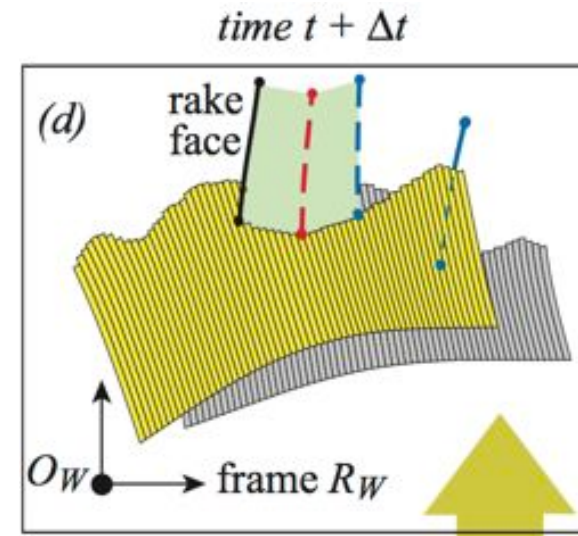 time t + Δt
(d)
rake
face
O_W
frame R_W